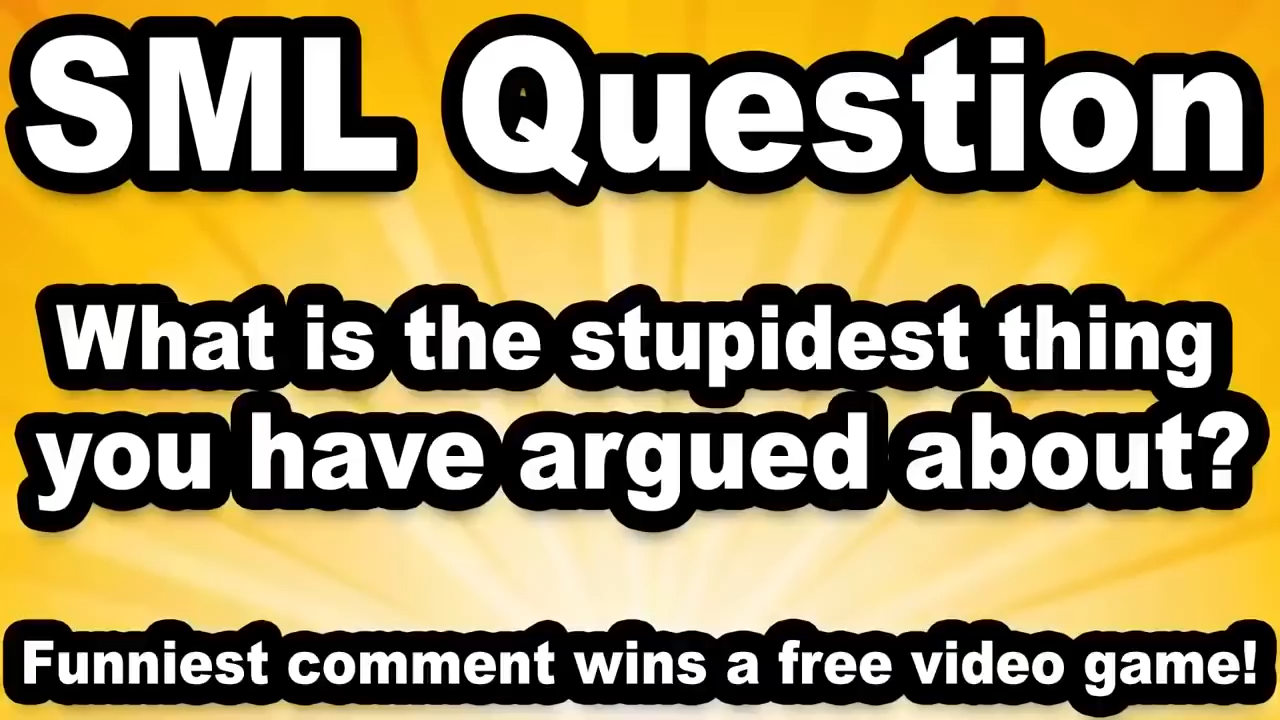 SML Question
What is the stupidest thing
you have argued about?
Funniest comment wins a free video game!